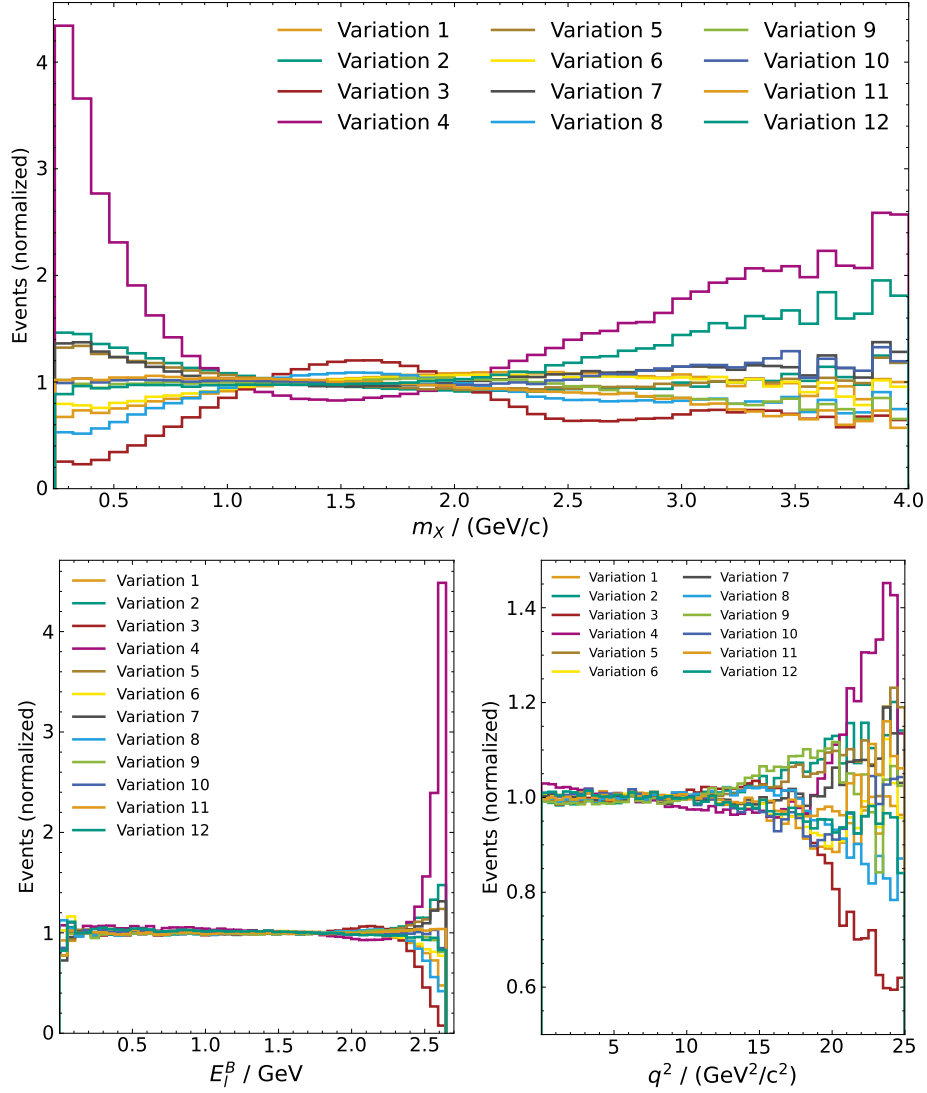 Events (normalized)
4
3
2
1
0
Variation 1
Variation 2
Variation 3
Variation 4
Variation 5
Variation 6
Variation 7
Variation 8
Variation 9
Variation 10
Variation 11
Variation 12
0.5 1.0 1.5 2.0 2.5 3.0 3.5 4.0
m_X / (GeV/c)
Events (normalized)
4
3
2
1
0
Variation 1
Variation 2
Variation 3
Variation 4
Variation 5
Variation 6
Variation 7
Variation 8
Variation 9
Variation 10
Variation 11
Variation 12
0.5 1.0 1.5 2.0 2.5
E_l^B / GeV
Events (normalized)
1.4
1.2
1.0
0.8
0.6
Variation 1
Variation 2
Variation 3
Variation 4
Variation 5
Variation 6
Variation 7
Variation 8
Variation 9
Variation 10
Variation 11
Variation 12
5 10 15 20 25
q² / (GeV²/c²)